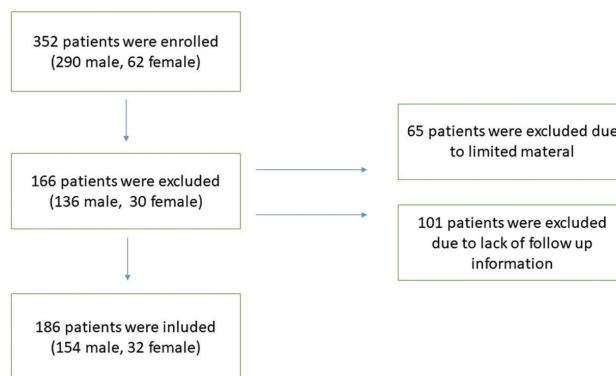 352 patients were enrolled
(290 male, 62 female)
65 patients were excluded due
to limited materal
166 patients were excluded
(136 male, 30 female)
101 patients were excluded
due to lack of follow up
information
186 patients were inluded
(154 male, 32 female)